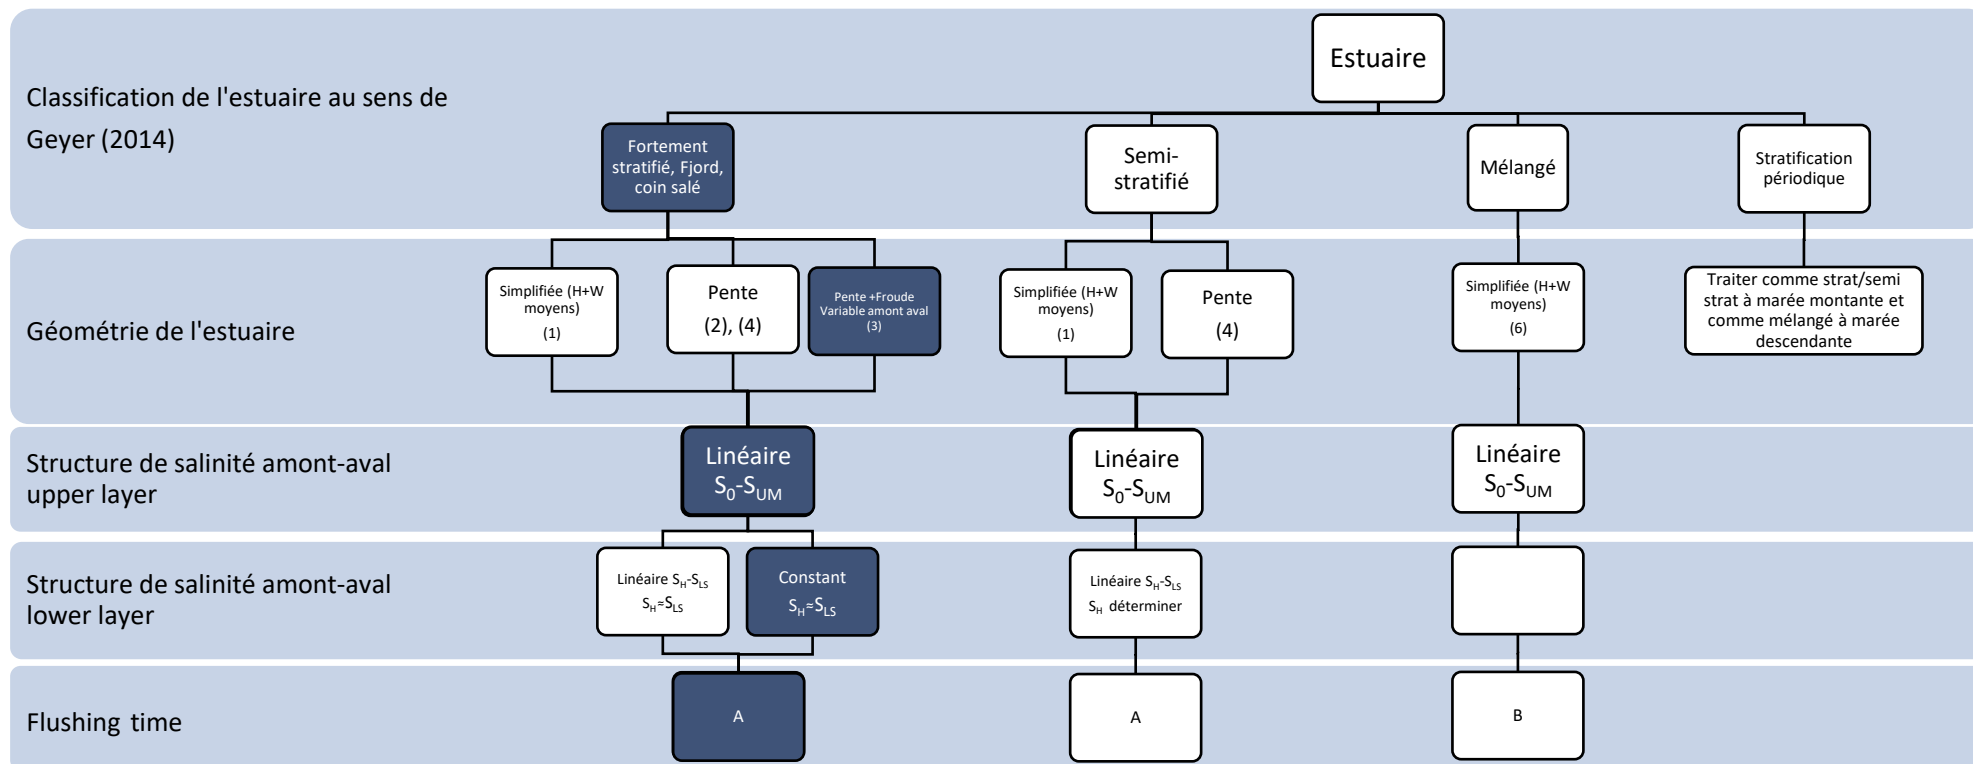 Estuaire
Classification de l'estuaire au sens de
Geyer (2014)
Fortement
stratifié, Fjord,
coin salé
Semi-
stratifié
Mélangé
Stratification
périodique
Géométrie de l'estuaire
Simplifiée (H+W
moyens)
(1)
Pente
(2), (4)
Pente +Froude
Variable amont aval
(3)
Simplifiée (H+W
moyens)
(1)
Pente
(4)
Simplifiée (H+W
moyens)
(6)
Traiter comme strat/semi
strat à marée montante et
comme mélangé à marée
descendante
Structure de salinité amont-aval
upper layer
Linéaire
S0-SUM
Linéaire
S0-SUM
Linéaire
S0-SUM
Structure de salinité amont-aval
lower layer
Linéaire SH-SLS
SH≈SLS
Constant
SH≈SLS
Linéaire SH-SLS
SH déterminer
Flushing time
A
A
B